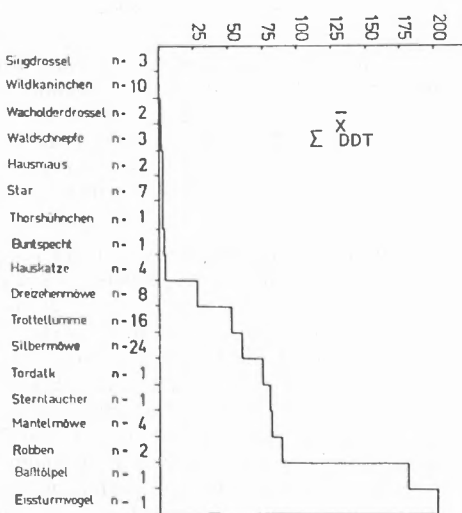 25 50 75 100 125 150 175 200
Singdrossel n- 3
Wildkaninchen n- 10
Wacholderdrossel n- 2
Waldschnepfe n- 3
Hausmaus n- 2
Star n- 7
Thorshühnchen n- 1
Buntspecht n- 1
Hauskatze n- 4
Dreizehenmöwe n- 8
Trottellumme n- 16
Silbermöwe n- 24
Tordalk n- 1
Sterntaucher n- 1
Mantelmöwe n- 4
Robben n- 2
Baßtölpel n- 1
Eissturmvogel n- 1
Σ x̄ DDT